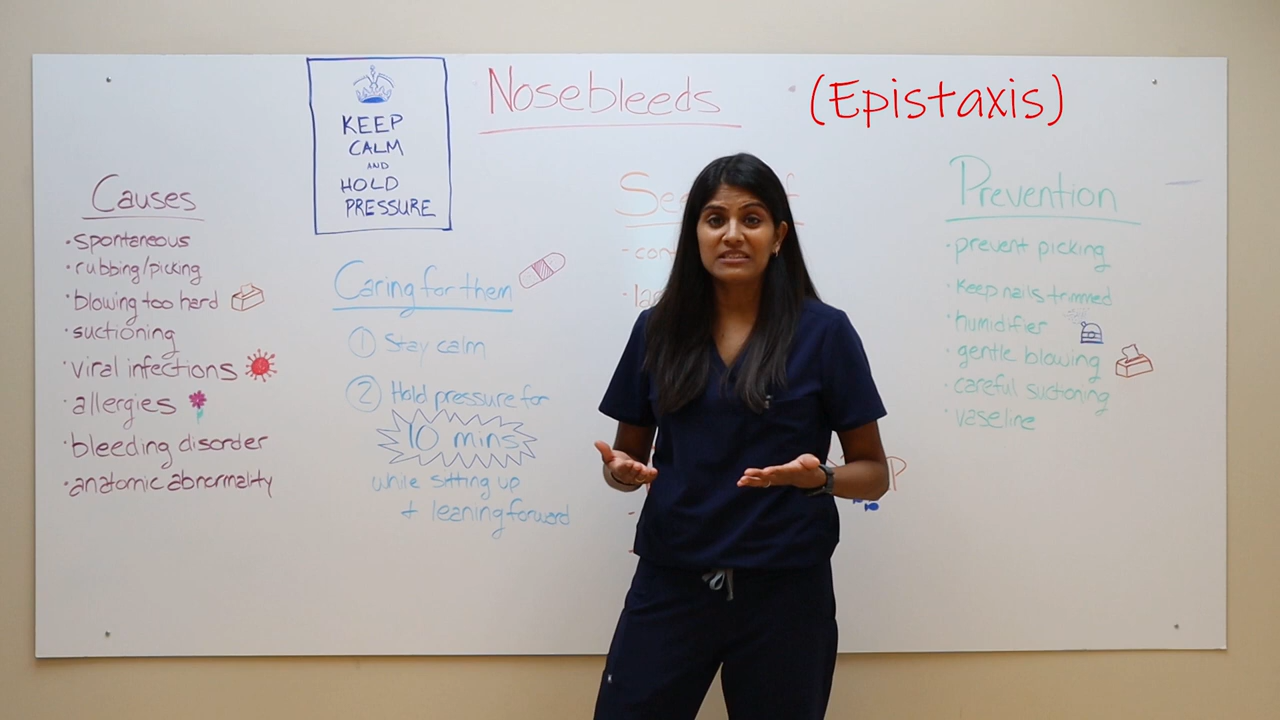 Nosebleeds (Epistaxis)
KEEP
CALM
AND
HOLD
PRESSURE
Causes
• spontaneous
• rubbing/picking
• blowing too hard
• suctioning
• viral infections
• allergies
• bleeding disorder
• anatomic abnormality
Caring for them
1 Stay calm
2 Hold pressure for
10 mins
while sitting up
+ leaning forward
Prevention
• prevent picking
• Keep nails trimmed
• humidifier
• gentle blowing
• careful suctioning
• vaseline